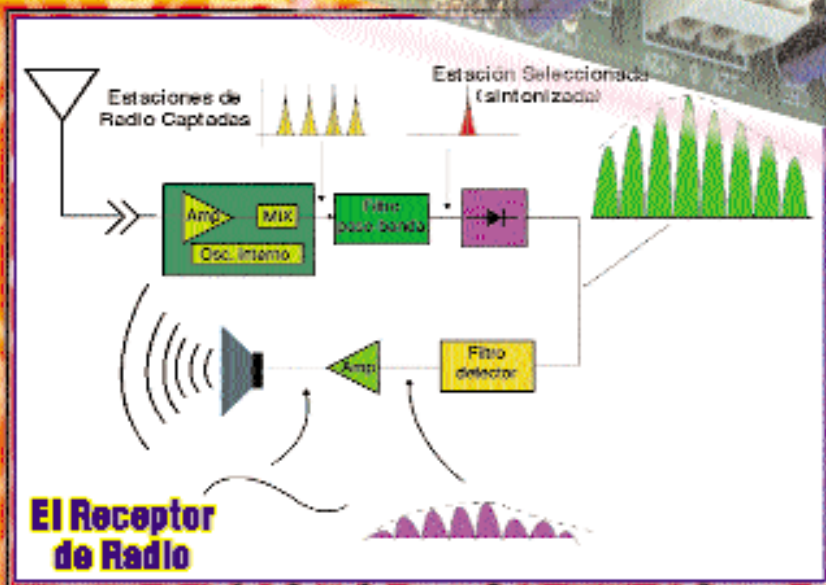 Estaciones de
Radio Captadas
Estación Seleccionada
(sintonizada)
Amp
MIX
Osc. Interno
Filtro
paso-banda
Amp
Filtro
detector
El Receptor
de Radio